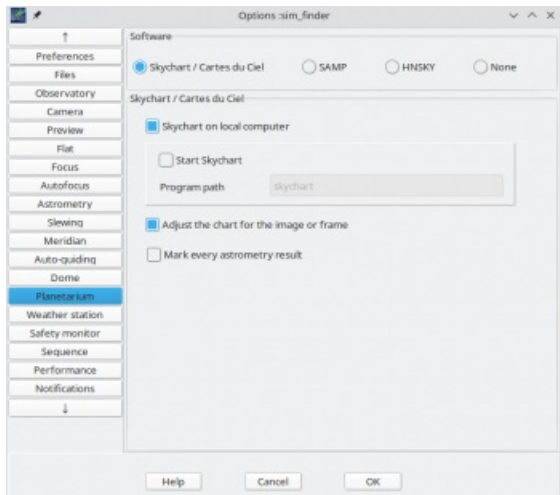 Options :sim_finder
↑
Preferences
Files
Observatory
Camera
Preview
Flat
Focus
Autofocus
Astrometry
Slewing
Meridian
Auto-guiding
Dome
Planetarium
Weather station
Safety monitor
Sequence
Performance
Notifications
↓
Software
Skychart / Cartes du Ciel SAMP HNSKY None
Skychart / Cartes du Ciel
Skychart on local computer
Start Skychart
Program path skychart
Adjust the chart for the image or frame
Mark every astrometry result
Help Cancel OK